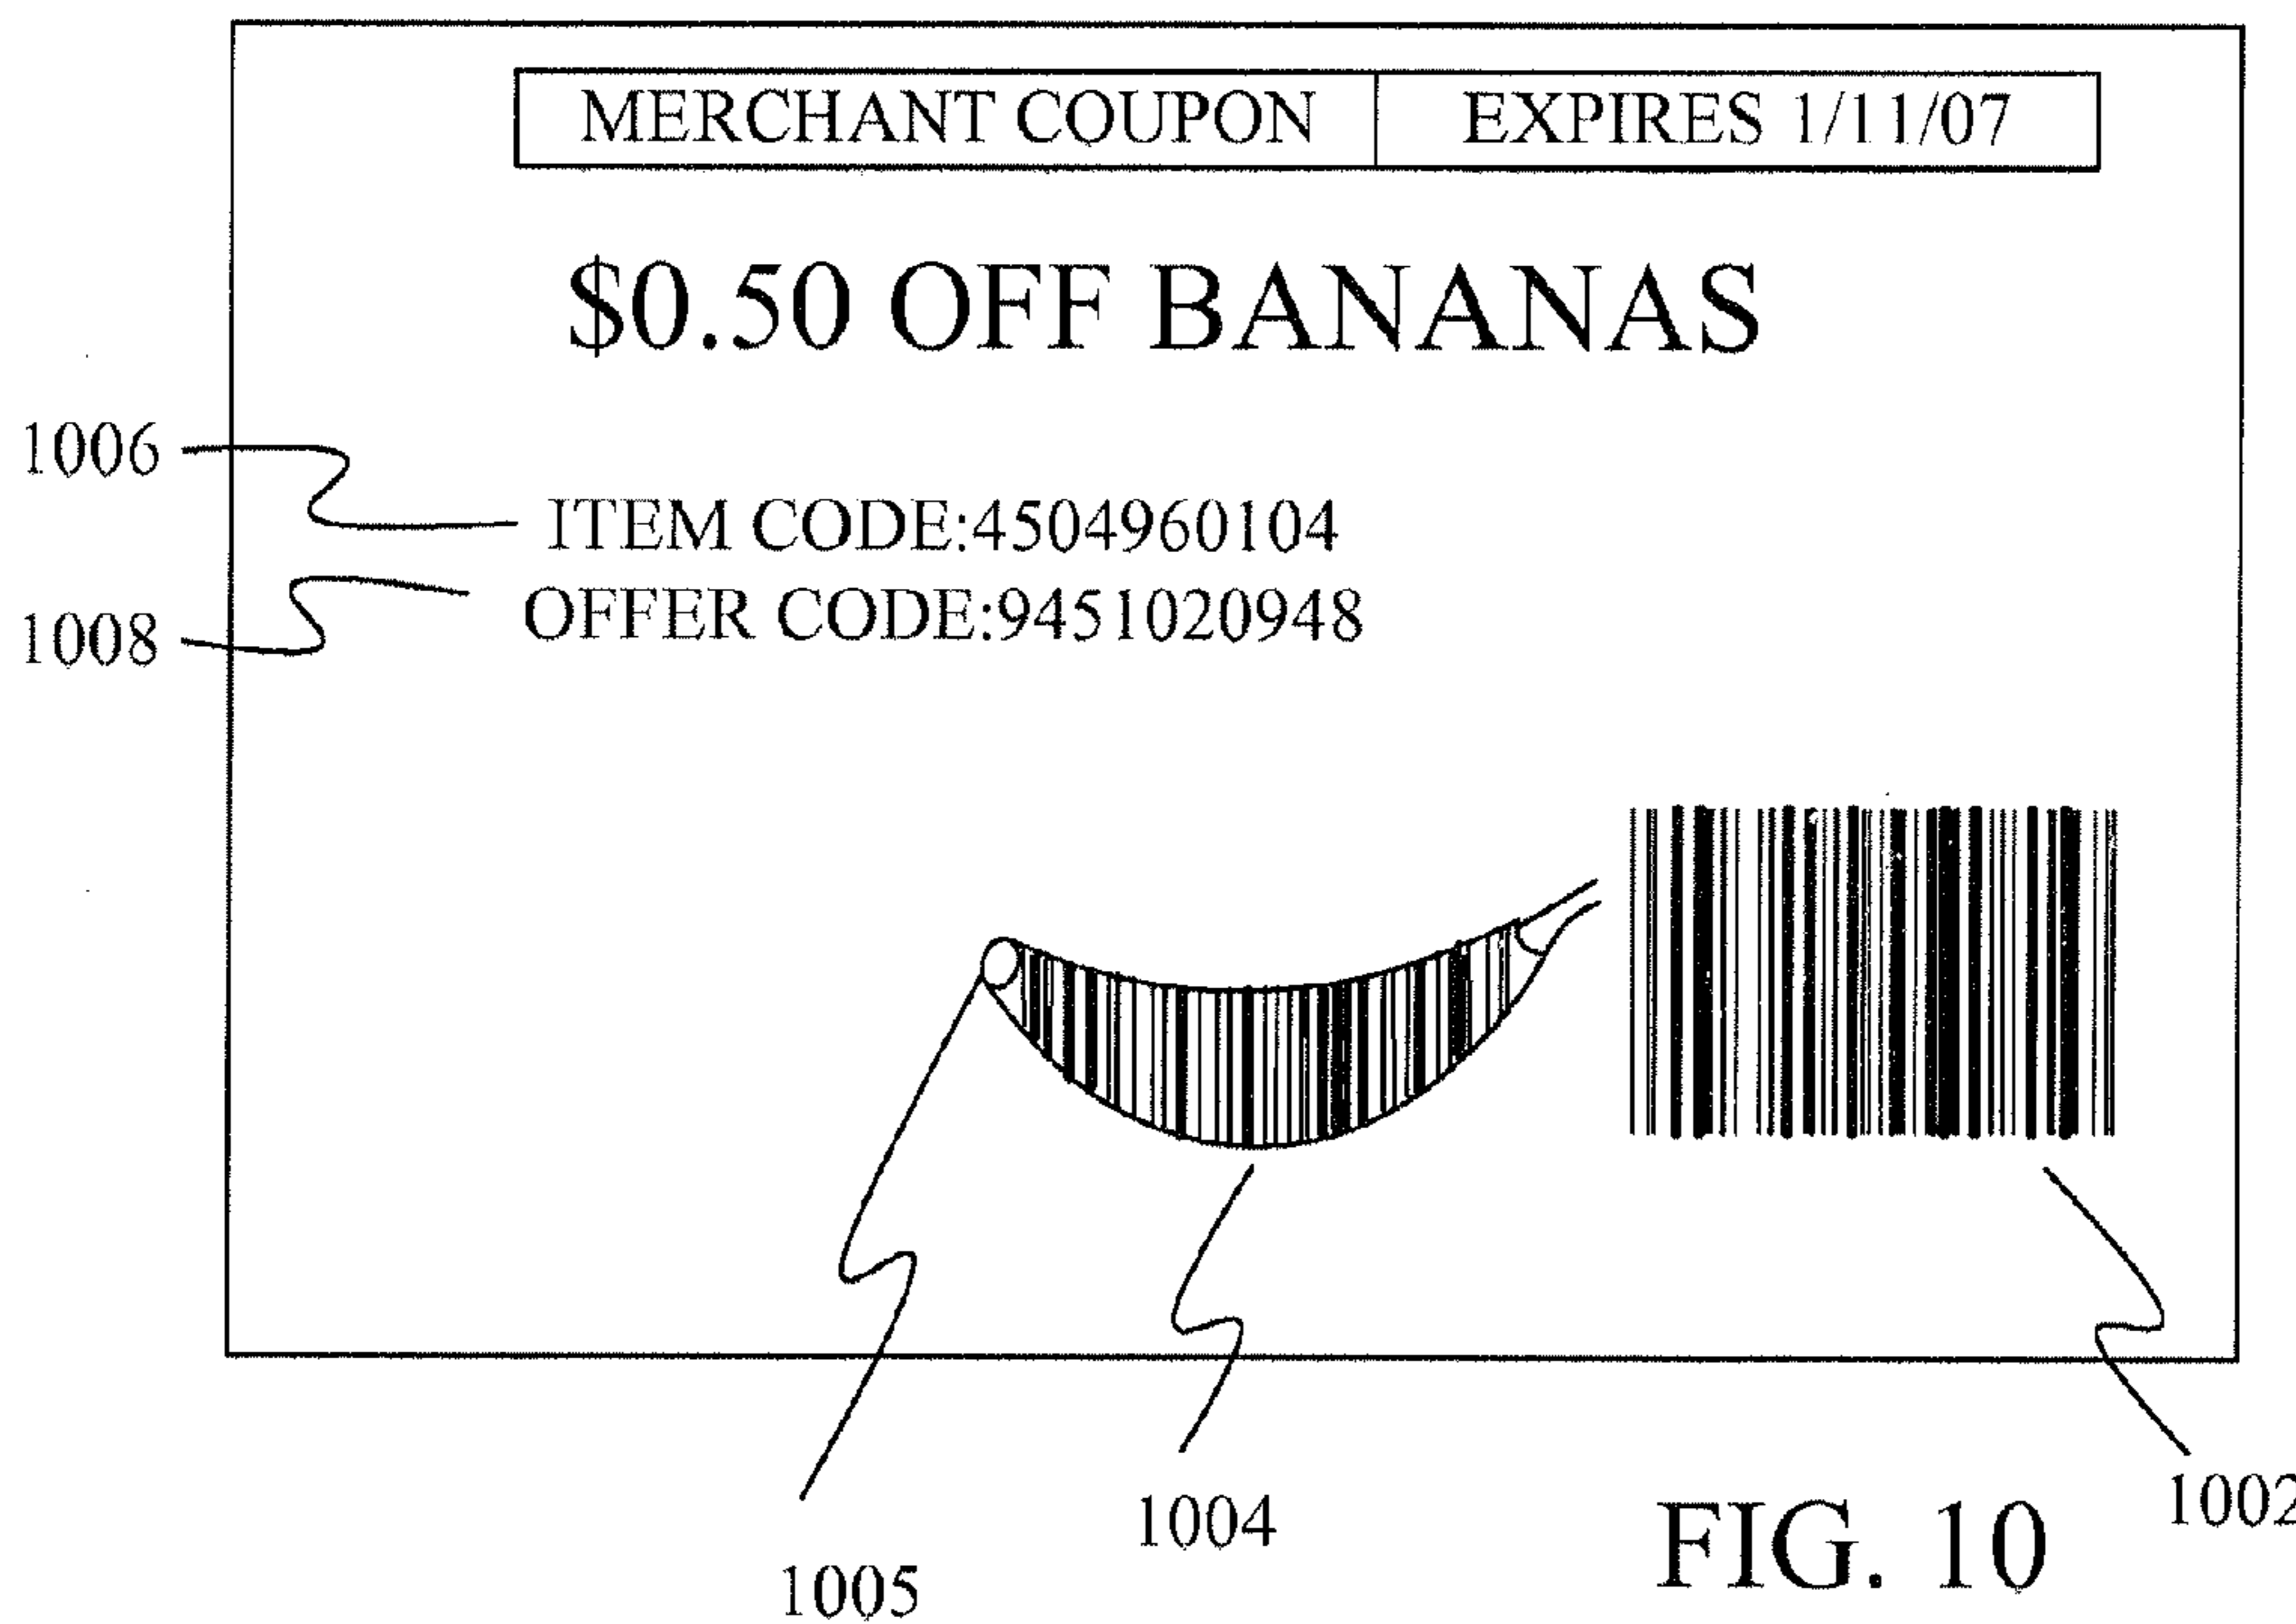 MERCHANT COUPON EXPIRES 1/11/07
$0.50 OFF BANANAS
1006
ITEM CODE:4504960104
OFFER CODE:9451020948
1008
1002
1004
1005
FIG. 10